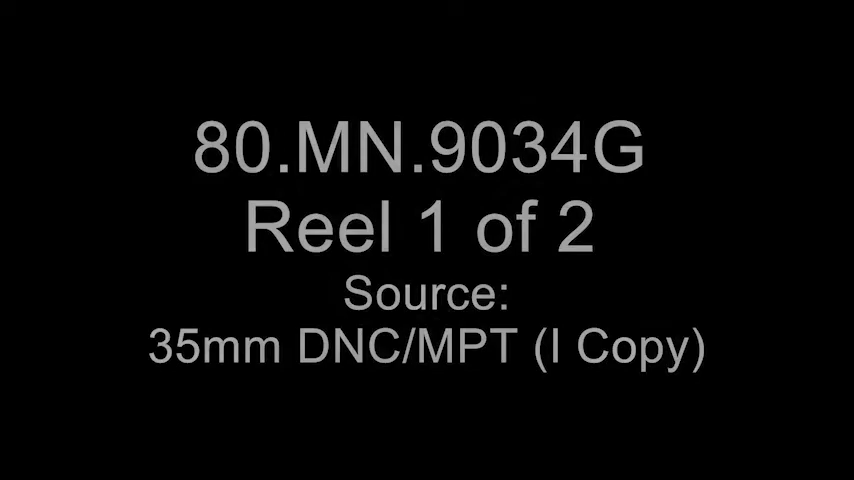 80.MN.9034G
Reel 1 of 2
Source:
35mm DNC/MPT (I Copy)